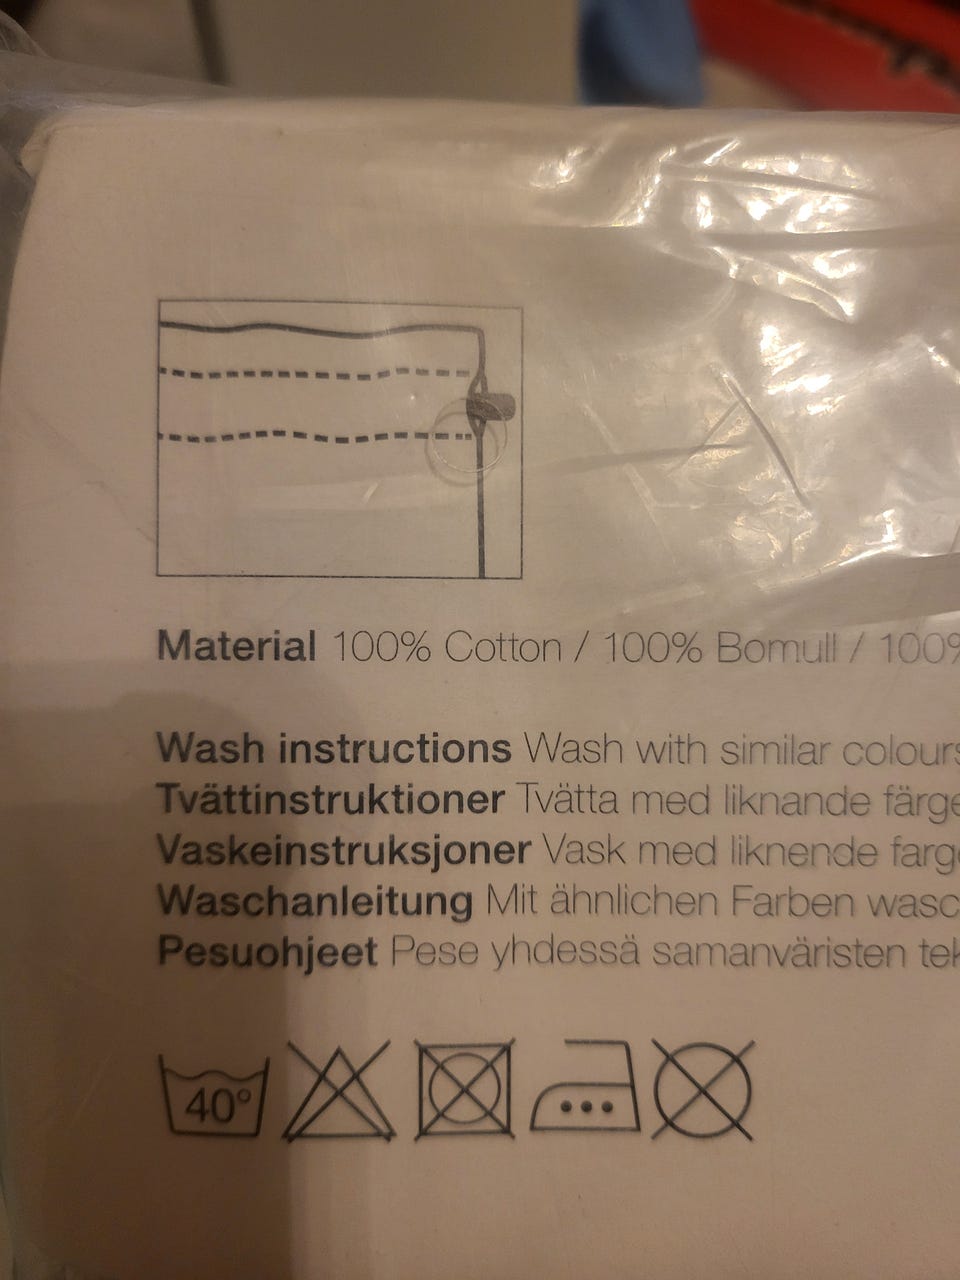 Material 100% Cotton / 100% Bomull / 100%
Wash instructions Wash with similar colours
Tvättinstruktioner Tvätta med liknande färge
Vaskeinstruksjoner Vask med liknende farg
Waschanleitung Mit ähnlichen Farben wasc
Pesuohjeet Pese yhdessä samanväristen tek
40°